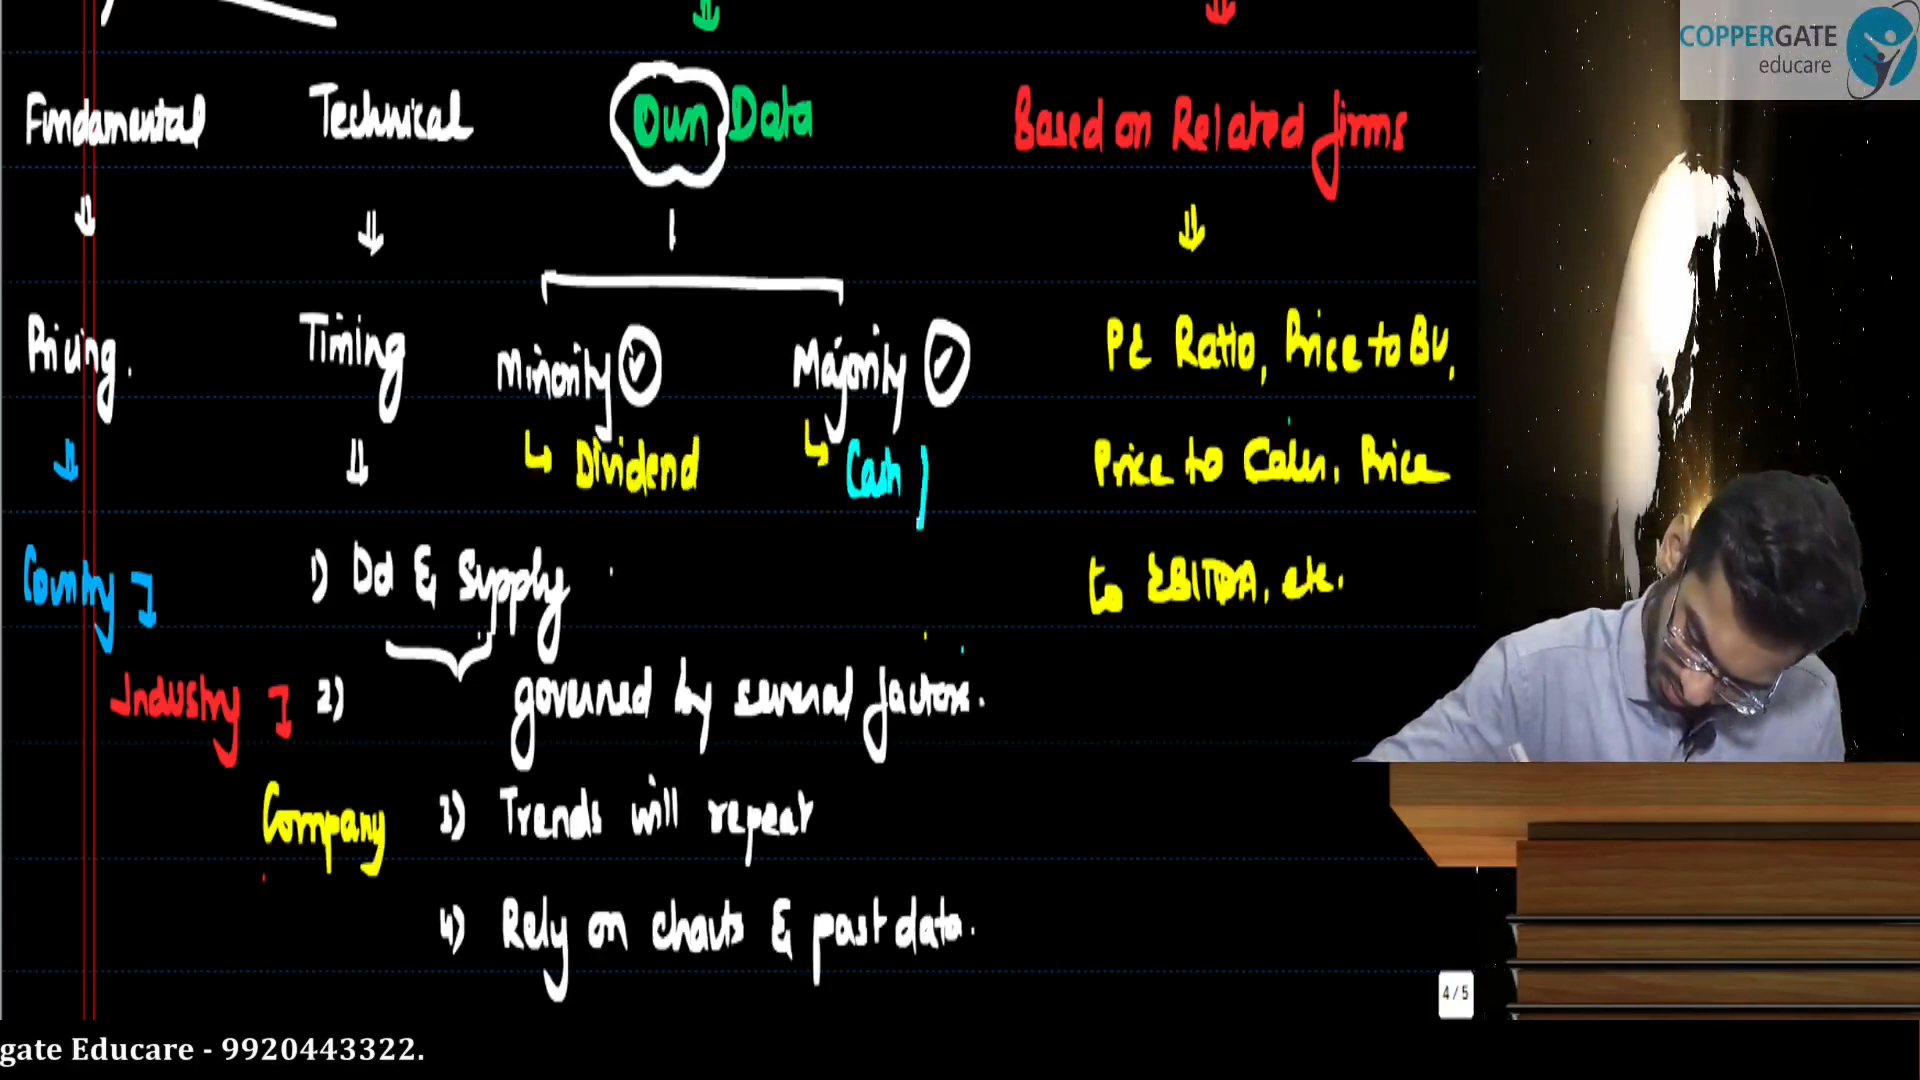 COPPERGATE
educare
Fundamental Technical Own Data Based on Related firms
Pricing. Timing Minority Majority PE Ratio, Price to BV,
Dividend Cash Price to Sales. Price
Country 1) Dd & Supply to EBITDA, etc.
Industry 2) governed by several factors.
Company 3) Trends will repeat
4) Rely on charts & past data.
4/5
gate Educare - 9920443322.